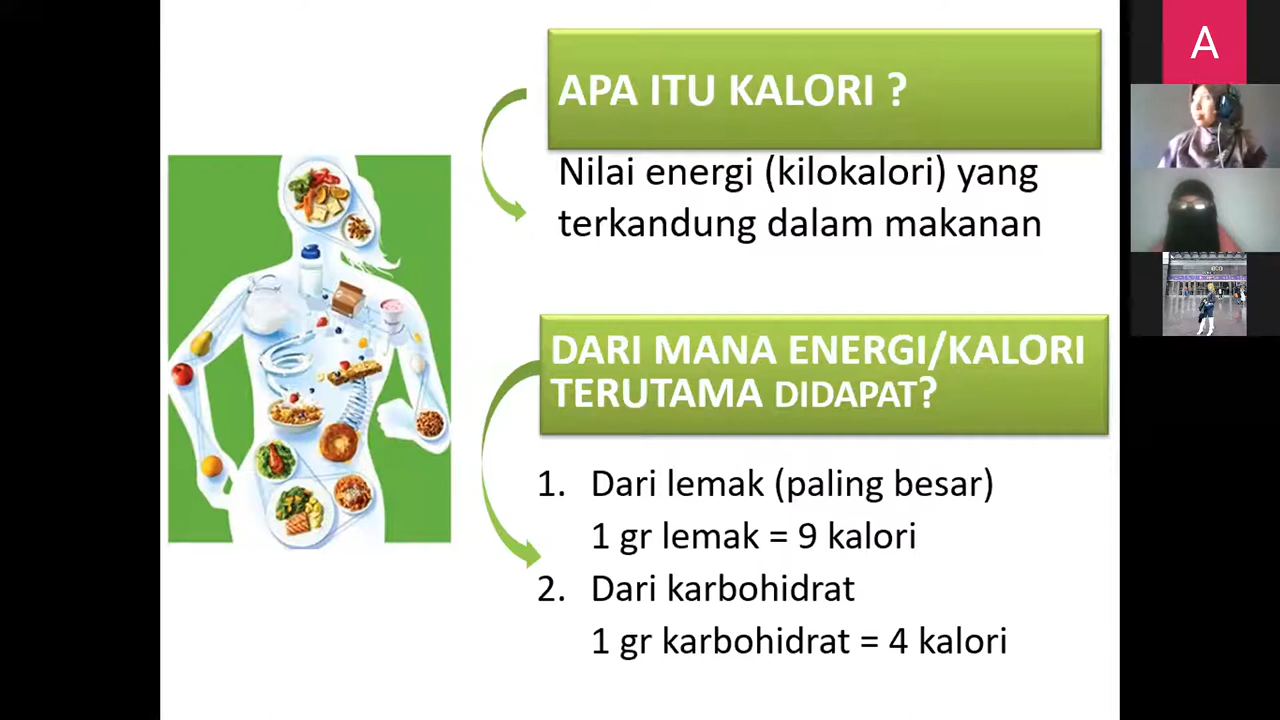 APA ITU KALORI ?
Nilai energi (kilokalori) yang
terkandung dalam makanan
DARI MANA ENERGI/KALORI
TERUTAMA DIDAPAT?
1. Dari lemak (paling besar)
1 gr lemak = 9 kalori
2. Dari karbohidrat
1 gr karbohidrat = 4 kalori
A